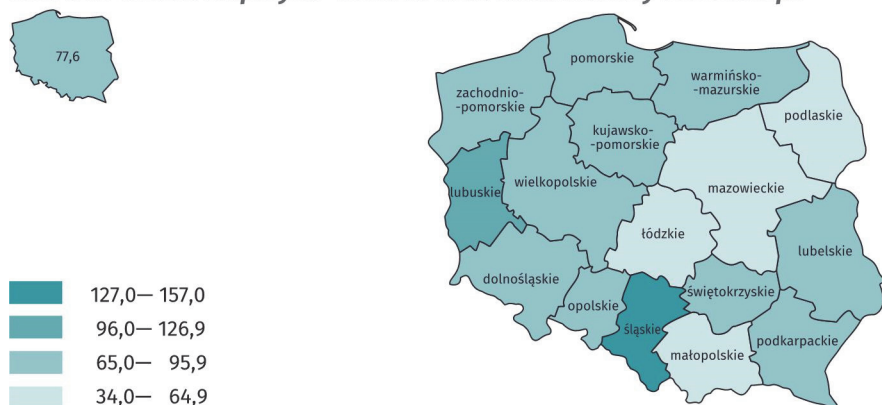 77,6
pomorskie
warmińsko-
-mazurskie
zachodnio-
-pomorskie
podlaskie
kujawsko-
-pomorskie
lubuskie
wielkopolskie
mazowieckie
łódzkie
lubelskie
dolnośląskie
opolskie
świętokrzyskie
śląskie
małopolskie
podkarpackie
127,0— 157,0
96,0— 126,9
65,0— 95,9
34,0— 64,9